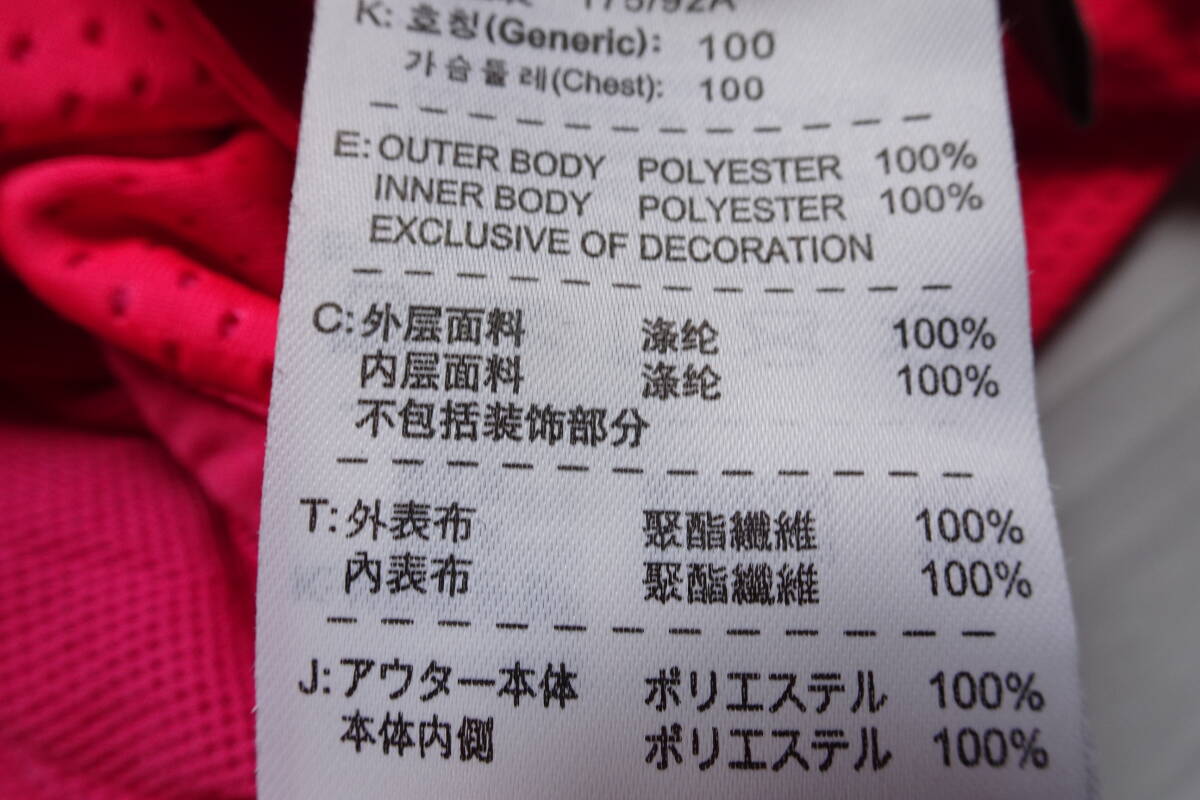 175/92A
K: 호칭(Generic): 100
가슴둘레(Chest): 100
E: OUTER BODY POLYESTER 100%
INNER BODY POLYESTER 100%
EXCLUSIVE OF DECORATION
C: 外层面料 涤纶 100%
内层面料 涤纶 100%
不包括装饰部分
T: 外表布 聚酯纖維 100%
內表布 聚酯纖維 100%
J: アウター本体 ポリエステル 100%
本体内側 ポリエステル 100%